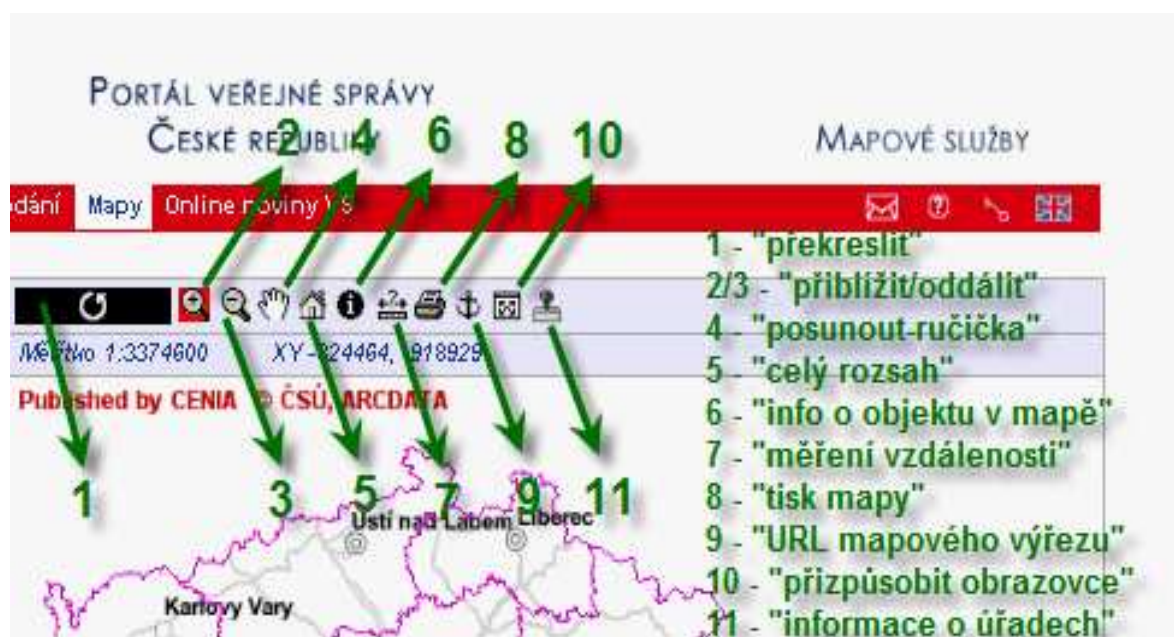 PORTÁL VEŘEJNÉ SPRÁVY
ČESKÉ REPUBLIKY
MAPOVÉ SLUŽBY
2 4 6 8 10
dání Mapy Online noviny VS
1 - "překreslit"
2/3 - "přiblížit/oddálit"
4 - "posunout-ručička"
5 - "celý rozsah"
6 - "info o objektu v mapě"
7 - "měření vzdálenosti"
8 - "tisk mapy"
9 - "URL mapového výřezu"
10 - "přizpůsobit obrazovce"
11 - "informace o úřadech"
Měřítko 1:3374600 XY
Published by CENIA © ČSÚ, ARCDATA
1 3 5 7 9 11
Ústí nad Labem Liberec
Karlovy Vary